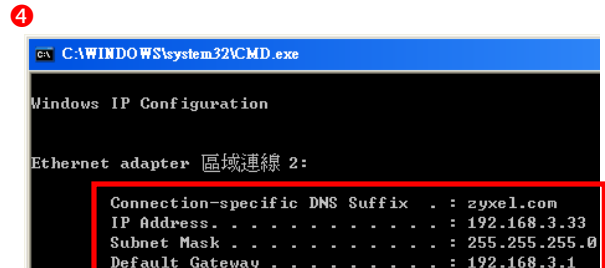 4
C:\WINDOWS\system32\CMD.exe
Windows IP Configuration
Ethernet adapter 區域連線 2:
Connection-specific DNS Suffix . : zyxel.com
IP Address. . . . . . . . . . . . : 192.168.3.33
Subnet Mask . . . . . . . . . . . : 255.255.255.0
Default Gateway . . . . . . . . . : 192.168.3.1